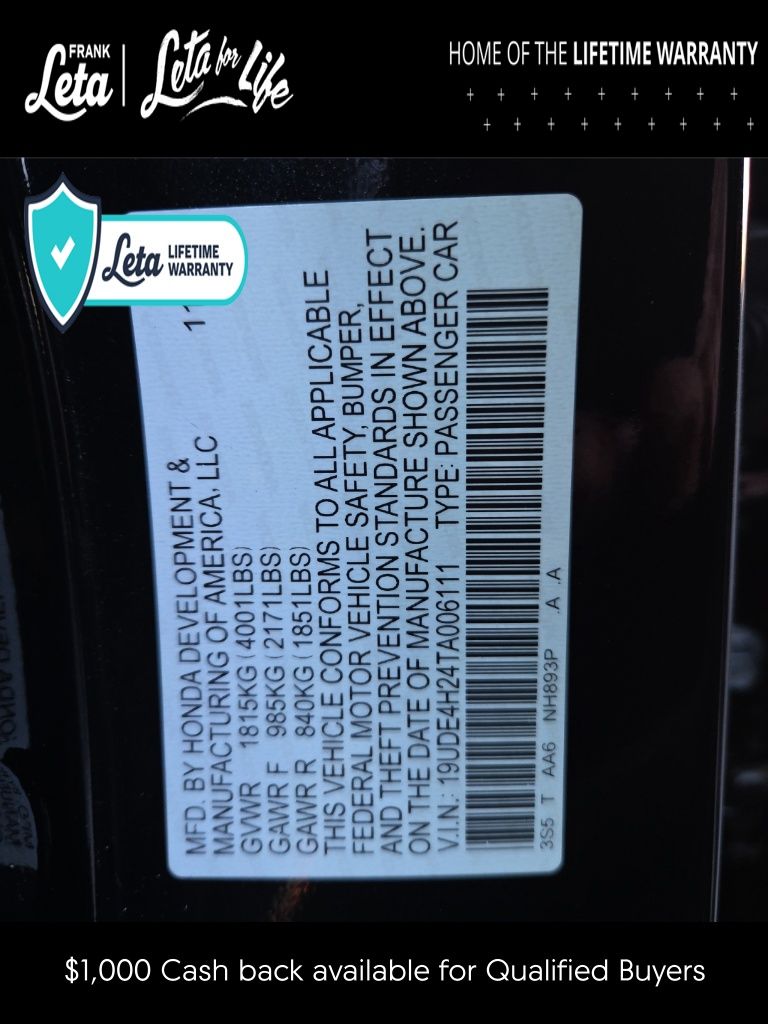 FRANK
Leta
Leta for Life
HOME OF THE LIFETIME WARRANTY
Leta LIFETIME
WARRANTY
MFD. BY HONDA DEVELOPMENT &
MANUFACTURING OF AMERICA, LLC
11
GVWR 1815KG (4001LBS)
GAWR F 985KG (2171LBS)
GAWR R 840KG (1851LBS)
THIS VEHICLE CONFORMS TO ALL APPLICABLE
FEDERAL MOTOR VEHICLE SAFETY, BUMPER,
AND THEFT PREVENTION STANDARDS IN EFFECT
ON THE DATE OF MANUFACTURE SHOWN ABOVE.
V.I.N.: 19UDE4H24TA006111 TYPE: PASSENGER CAR
3S5 T AA6 NH893P .A .A
$1,000 Cash back available for Qualified Buyers